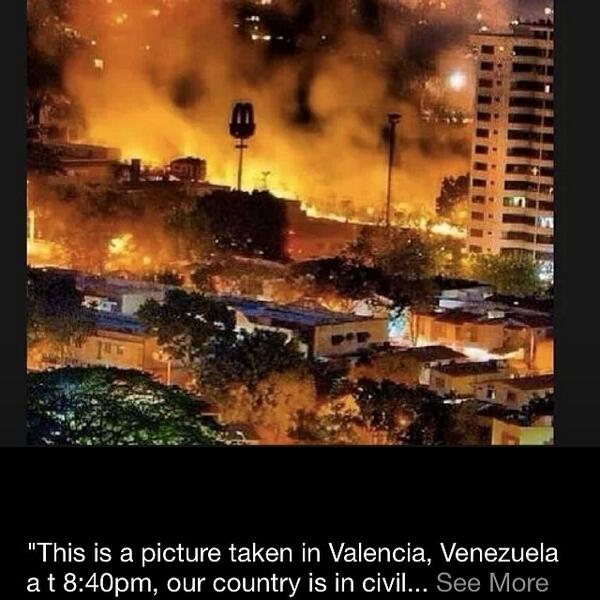 "This is a picture taken in Valencia, Venezuela
a t 8:40pm, our country is in civil... See More